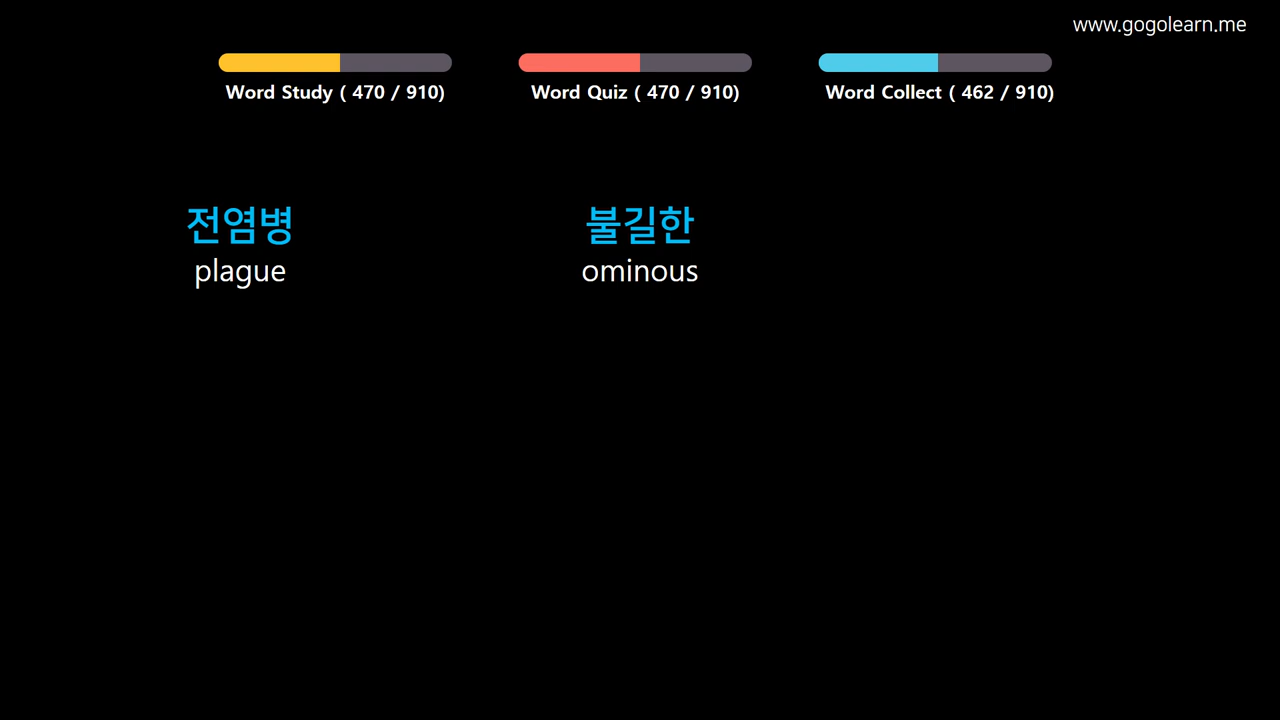 www.gogolearn.me
Word Study ( 470 / 910)
Word Quiz ( 470 / 910)
Word Collect ( 462 / 910)
전염병
plague
불길한
ominous